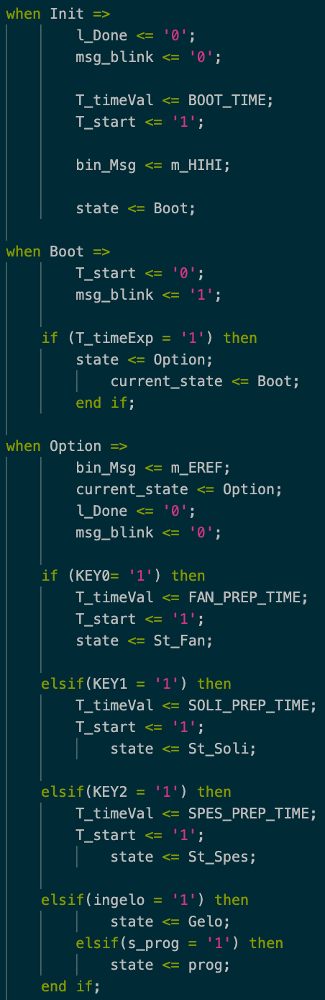 when Init =>
l_Done <= '0';
msg_blink <= '0';
T_timeVal <= BOOT_TIME;
T_start <= '1';
bin_Msg <= m_HIHI;
state <= Boot;
when Boot =>
T_start <= '0';
msg_blink <= '1';
if (T_timeExp = '1') then
state <= Option;
current_state <= Boot;
end if;
when Option =>
bin_Msg <= m_EREF;
current_state <= Option;
l_Done <= '0';
msg_blink <= '0';
if (KEY0= '1') then
T_timeVal <= FAN_PREP_TIME;
T_start <= '1';
state <= St_Fan;
elsif(KEY1 = '1') then
T_timeVal <= SOLI_PREP_TIME;
T_start <= '1';
state <= St_Soli;
elsif(KEY2 = '1') then
T_timeVal <= SPES_PREP_TIME;
T_start <= '1';
state <= St_Spes;
elsif(ingelo = '1') then
state <= Gelo;
elsif(s_prog = '1') then
state <= prog;
end if;